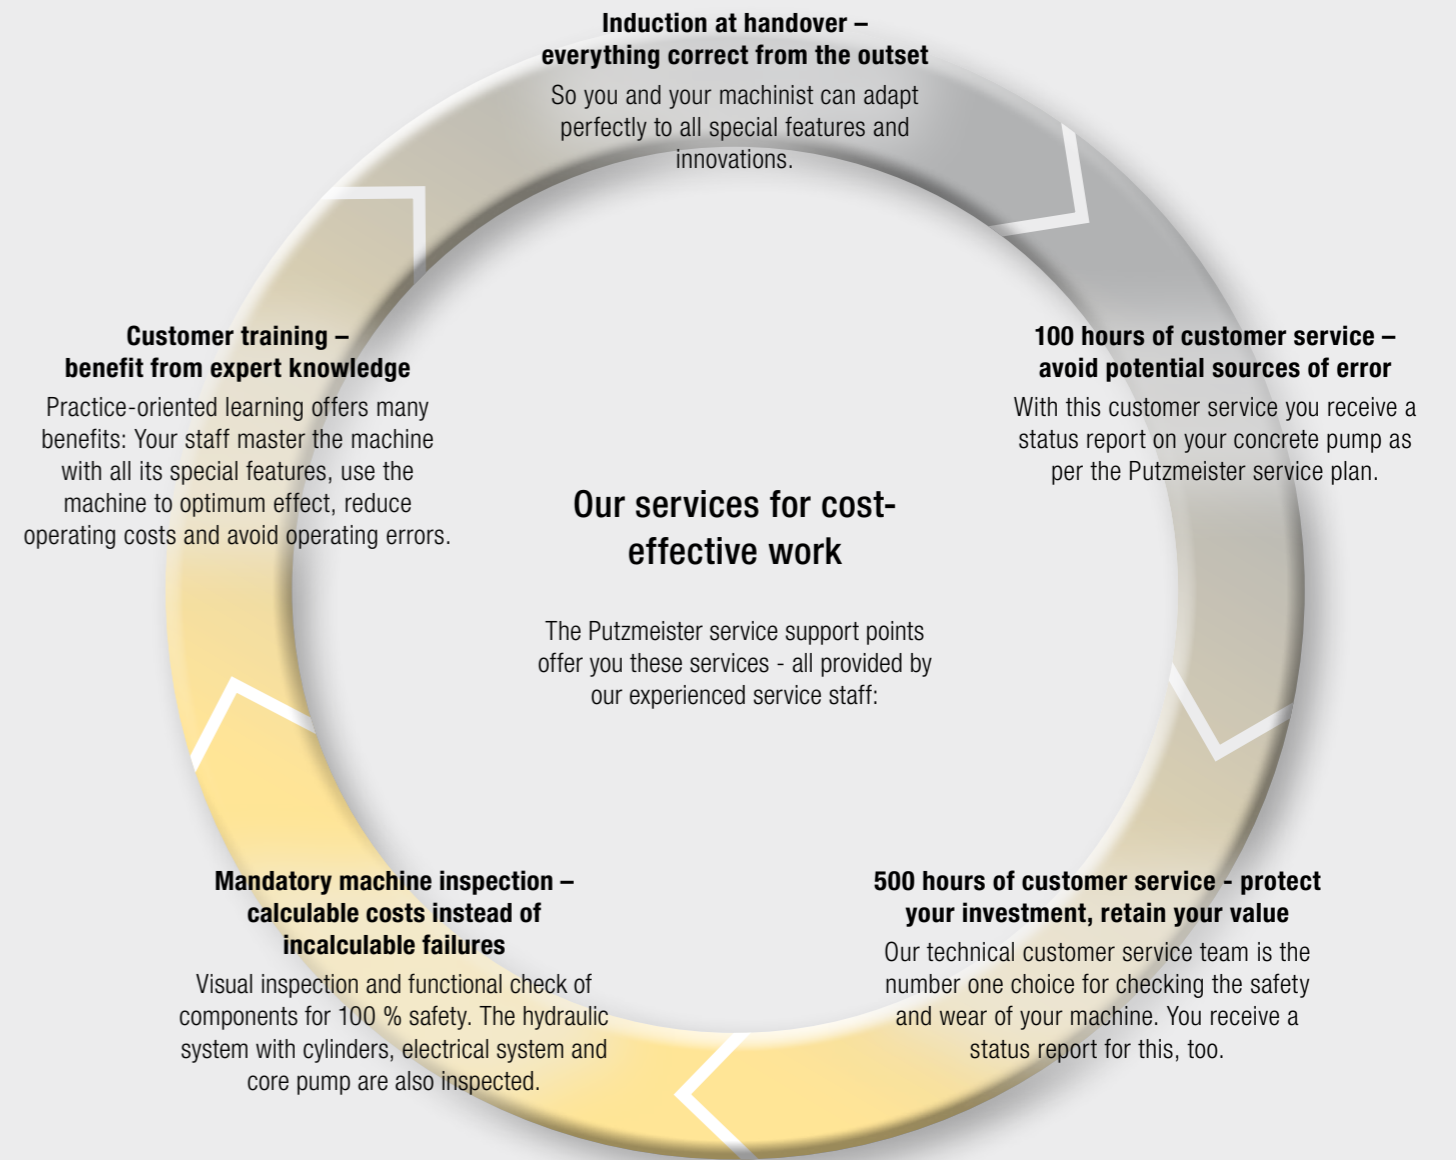 Induction at handover –
everything correct from the outset
So you and your machinist can adapt
perfectly to all special features and
innovations.
100 hours of customer service –
avoid potential sources of error
With this customer service you receive a
status report on your concrete pump as
per the Putzmeister service plan.
500 hours of customer service - protect
your investment, retain your value
Our technical customer service team is the
number one choice for checking the safety
and wear of your machine. You receive a
status report for this, too.
Mandatory machine inspection –
calculable costs instead of
incalculable failures
Visual inspection and functional check of
components for 100 % safety. The hydraulic
system with cylinders, electrical system and
core pump are also inspected.
Customer training –
benefit from expert knowledge
Practice-oriented learning offers many
benefits: Your staff master the machine
with all its special features, use the
machine to optimum effect, reduce
operating costs and avoid operating errors.
Our services for cost-
effective work
The Putzmeister service support points
offer you these services - all provided by
our experienced service staff: